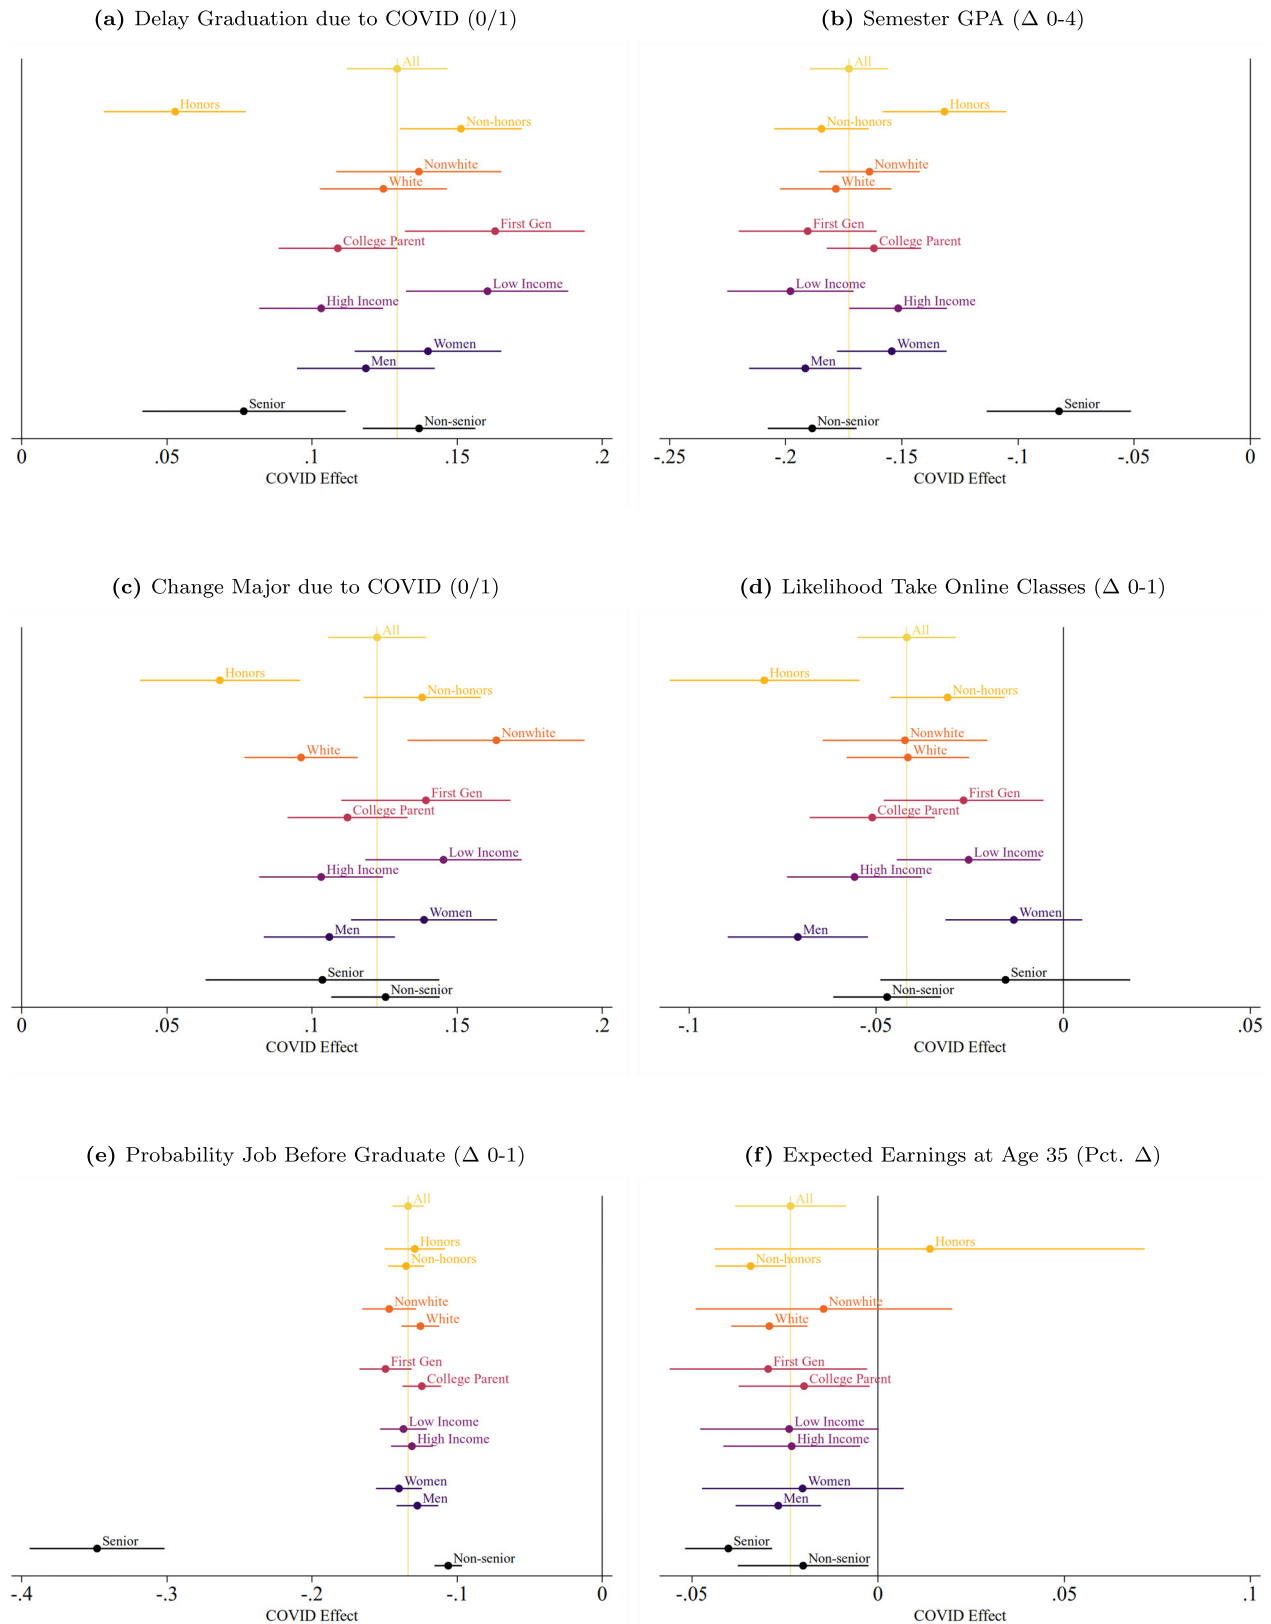 (a) Delay Graduation due to COVID (0/1)
All
Honors
Non-honors
Nonwhite
White
First Gen
College Parent
Low Income
High Income
Women
Men
Senior
Non-senior
0 .05 .1 .15 .2
COVID Effect
(b) Semester GPA (Δ 0-4)
All
Honors
Non-honors
Nonwhite
White
First Gen
College Parent
Low Income
High Income
Women
Men
Senior
Non-senior
-.25 -.2 -.15 -.1 -.05 0
COVID Effect
(c) Change Major due to COVID (0/1)
All
Honors
Non-honors
Nonwhite
White
First Gen
College Parent
Low Income
High Income
Women
Men
Senior
Non-senior
0 .05 .1 .15 .2
COVID Effect
(d) Likelihood Take Online Classes (Δ 0-1)
All
Honors
Non-honors
Nonwhite
White
First Gen
College Parent
Low Income
High Income
Women
Men
Senior
Non-senior
-.1 -.05 0 .05
COVID Effect
(e) Probability Job Before Graduate (Δ 0-1)
All
Honors
Non-honors
Nonwhite
White
First Gen
College Parent
Low Income
High Income
Women
Men
Senior
Non-senior
-.4 -.3 -.2 -.1 0
COVID Effect
(f) Expected Earnings at Age 35 (Pct. Δ)
All
Honors
Non-honors
Nonwhite
White
First Gen
College Parent
Low Income
High Income
Women
Men
Senior
Non-senior
-.05 0 .05 .1
COVID Effect